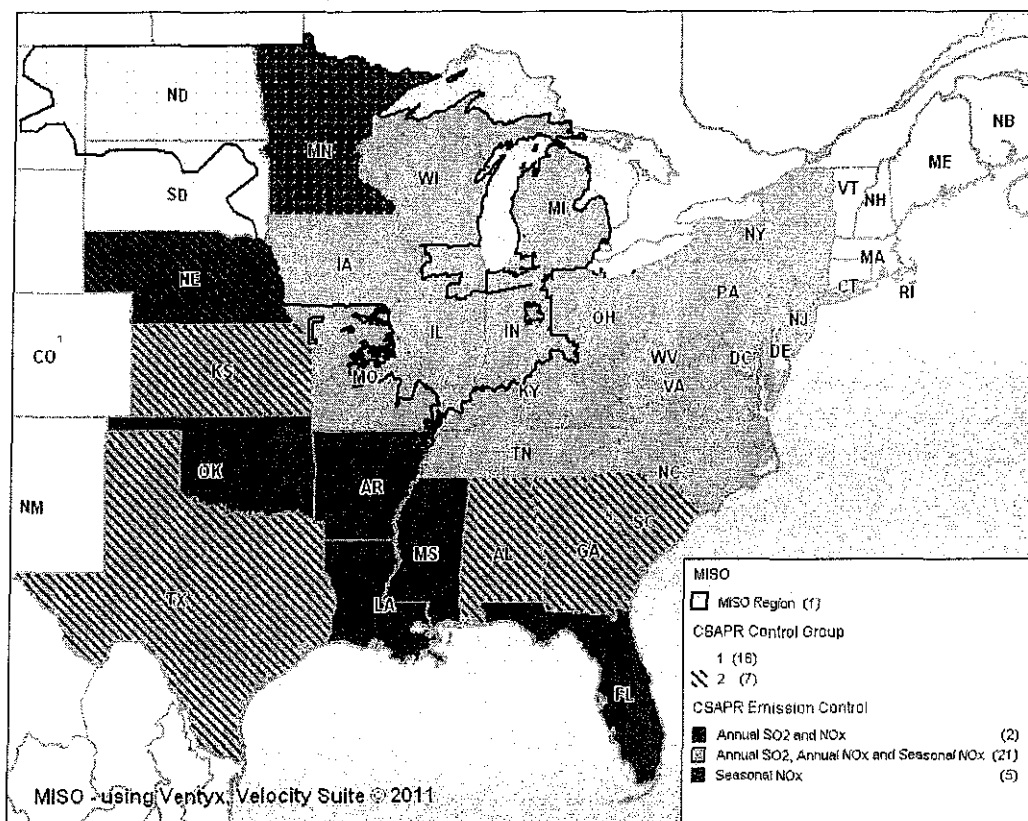 ND
MN
NB
ME
SD
WI
VT
NH
MI
NY
MA
NE
IA
CT
RI
PA
NJ
IL
IN
OH
CO
DE
WV
DC
KS
MO
VA
KY
TN
NC
OK
AR
NM
SC
MS
AL
GA
TX
LA
FL
MISO
MISO Region (1)
CSAPR Control Group
1 (16)
2 (7)
CSAPR Emission Control
Annual SO2 and NOx (2)
Annual SO2, Annual NOx and Seasonal NOx (21)
Seasonal NOx (5)
MISO - using Ventyx, Velocity Suite © 2011